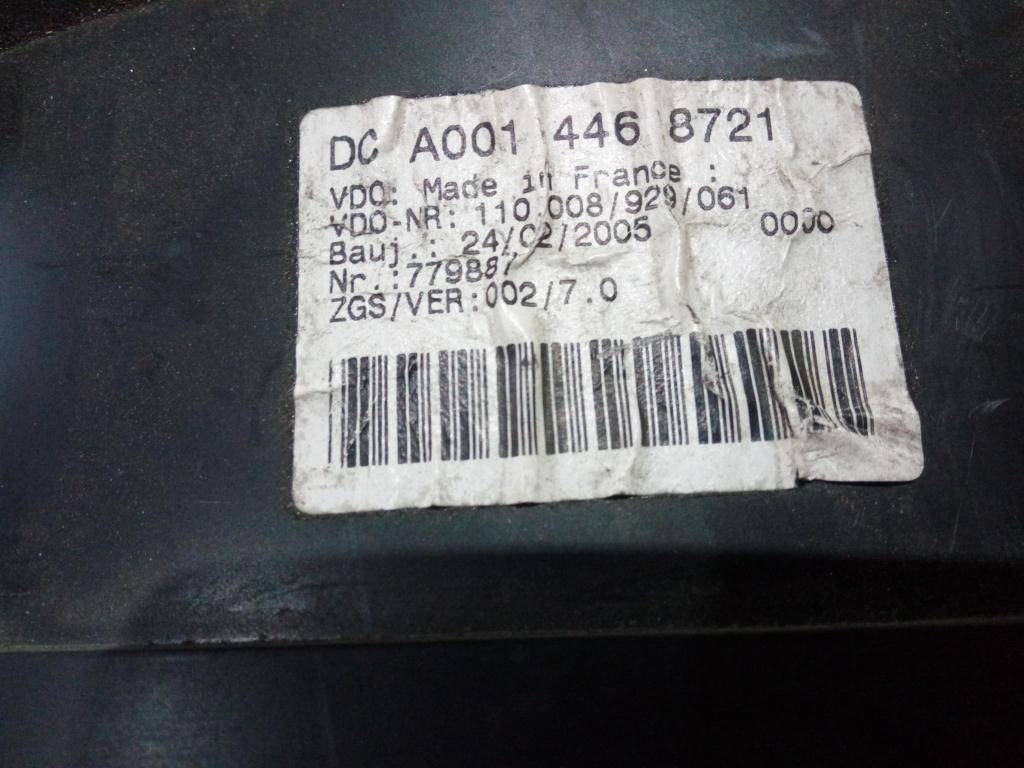 DC A001 446 8721
VDO: Made in France :
VDO-NR: 110.008/929/061
Bauj.: 24/02/2005 0000
Nr.:779887
ZGS/VER:002/7.0